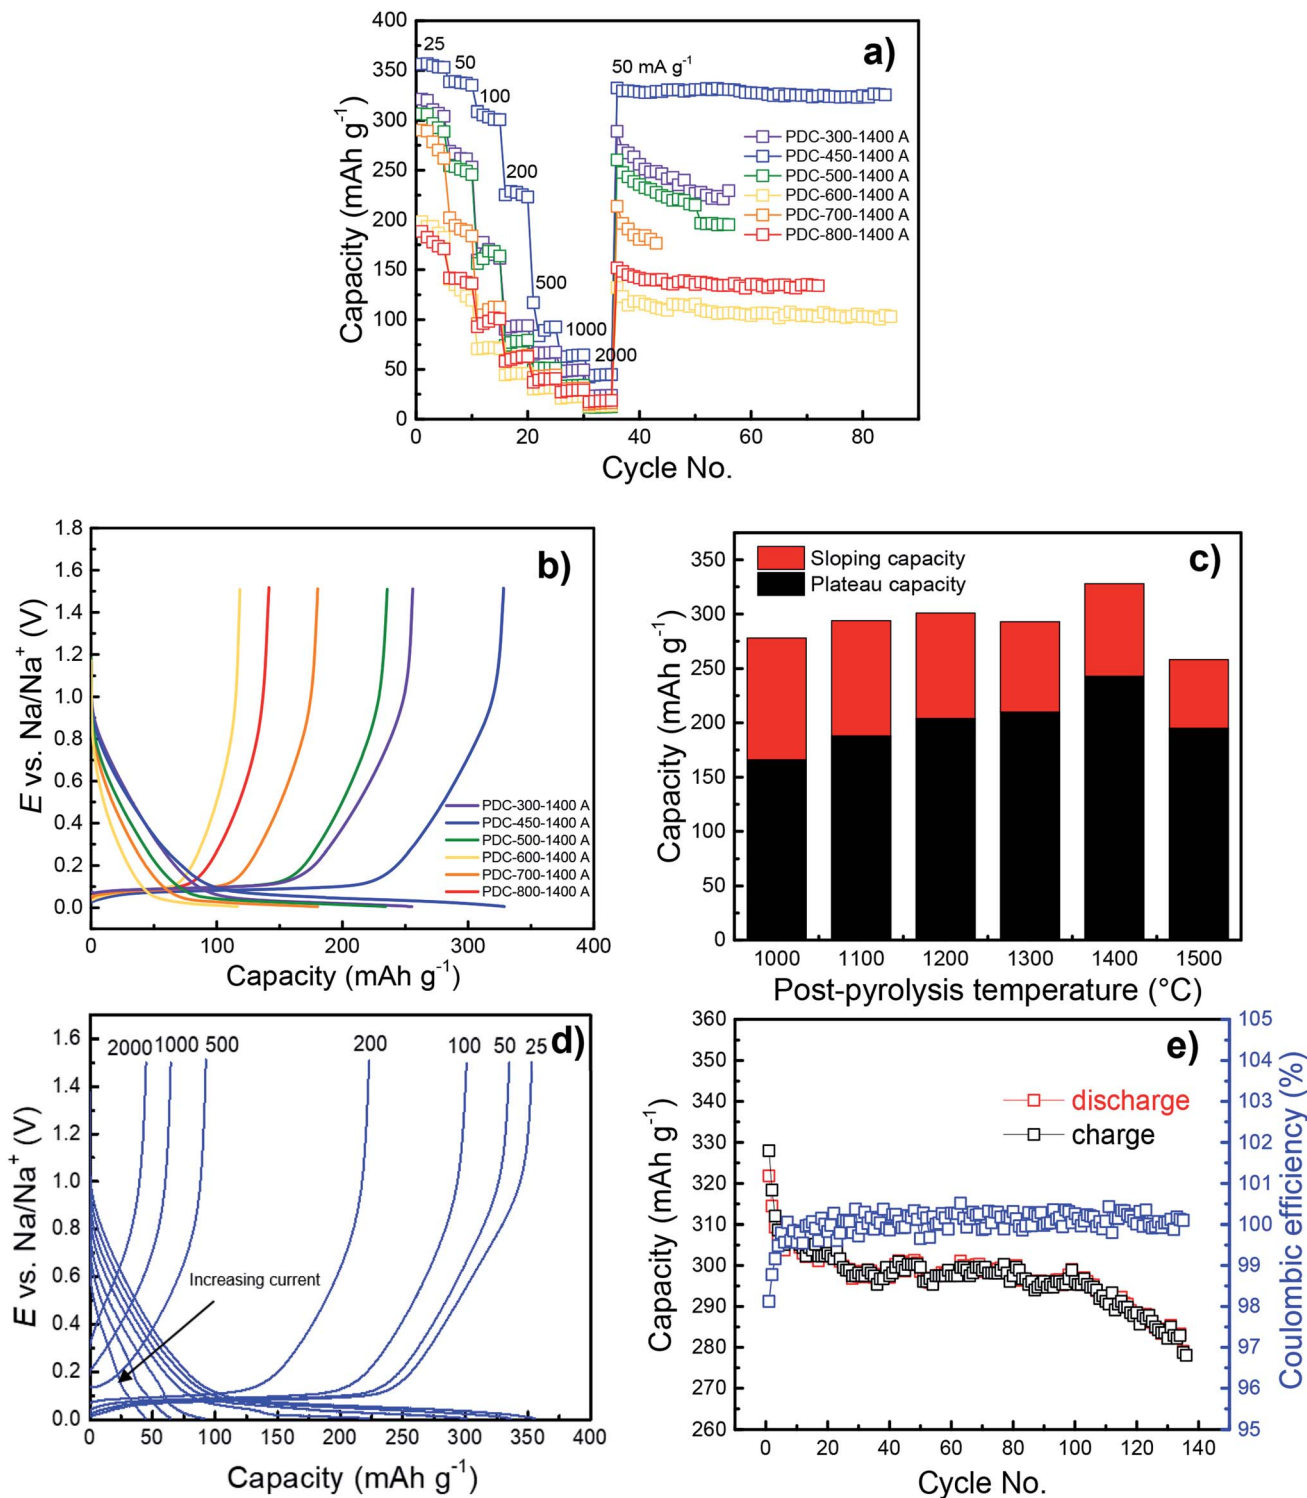 a)
400
350
300
250
200
150
100
50
0
Capacity (mAh g⁻¹)
25
50
100
200
500
1000
2000
50 mA g⁻¹
PDC-300-1400 A
PDC-450-1400 A
PDC-500-1400 A
PDC-600-1400 A
PDC-700-1400 A
PDC-800-1400 A
0 20 40 60 80
Cycle No.
b)
1.8
1.6
1.4
1.2
1.0
0.8
0.6
0.4
0.2
0.0
E vs. Na/Na⁺ (V)
PDC-300-1400 A
PDC-450-1400 A
PDC-500-1400 A
PDC-600-1400 A
PDC-700-1400 A
PDC-800-1400 A
0 100 200 300 400
Capacity (mAh g⁻¹)
c)
Sloping capacity
Plateau capacity
350
300
250
200
150
100
50
0
Capacity (mAh g⁻¹)
1000 1100 1200 1300 1400 1500
Post-pyrolysis temperature (°C)
d)
1.6
1.4
1.2
1.0
0.8
0.6
0.4
0.2
0.0
E vs. Na/Na⁺ (V)
2000 1000 500 200 100 50 25
Increasing current
0 50 100 150 200 250 300 350 400
Capacity (mAh g⁻¹)
e)
360
350
340
330
320
310
300
290
280
270
260
Capacity (mAh g⁻¹)
discharge
charge
105
104
103
102
101
100
99
98
97
96
95
Coulombic efficiency (%)
0 20 40 60 80 100 120 140
Cycle No.